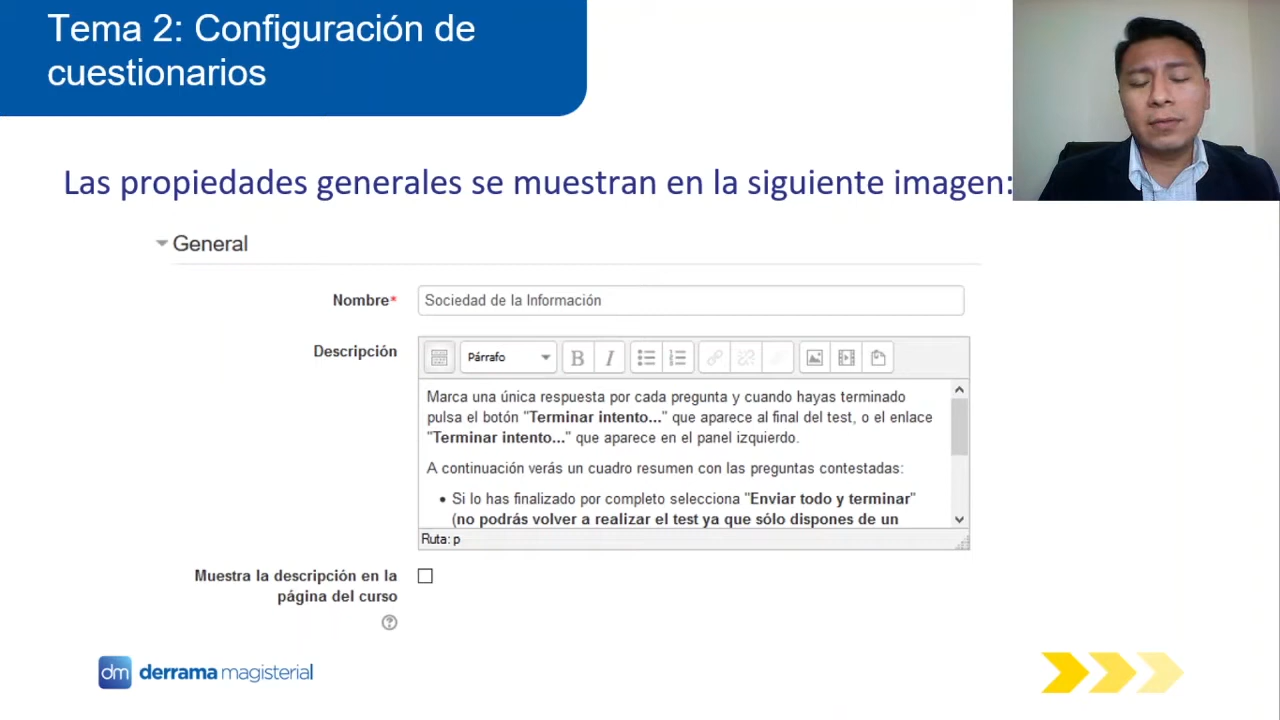 Tema 2: Configuración de
cuestionarios
Las propiedades generales se muestran en la siguiente imagen:
General
Nombre*
Sociedad de la Información
Descripción
Párrafo
B I
Marca una única respuesta por cada pregunta y cuando hayas terminado
pulsa el botón "Terminar intento..." que aparece al final del test, o el enlace
"Terminar intento..." que aparece en el panel izquierdo.
A continuación verás un cuadro resumen con las preguntas contestadas:
• Si lo has finalizado por completo selecciona "Enviar todo y terminar"
(no podrás volver a realizar el test ya que sólo dispones de un
Ruta: p
Muestra la descripción en la
página del curso
?
dm derrama magisterial